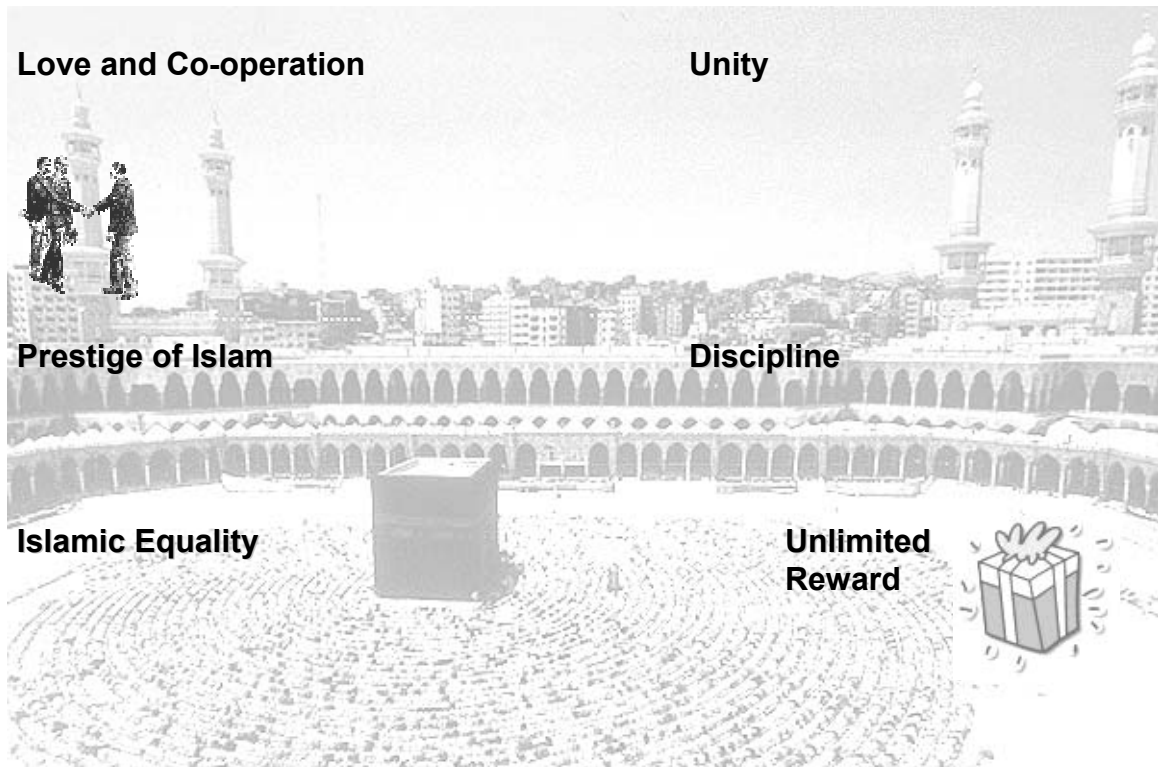 Love and Co-operation
Unity
Prestige of Islam
Discipline
Islamic Equality
Unlimited
Reward